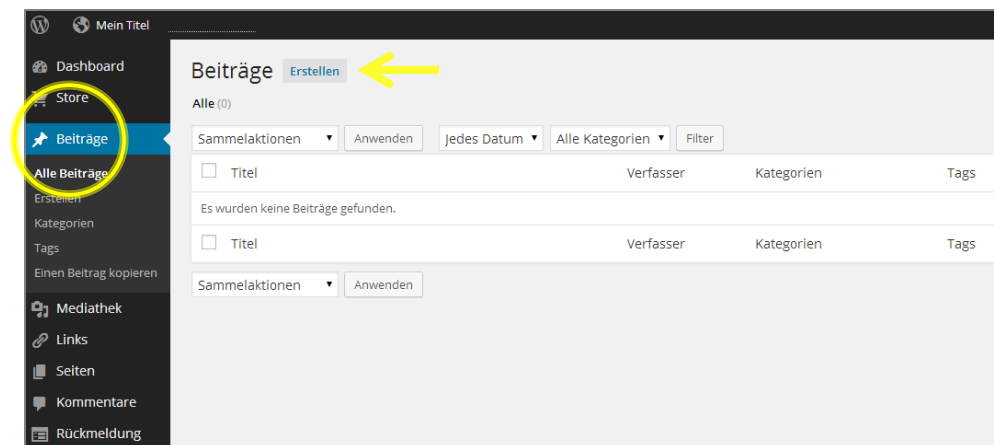 Mein Titel
Dashboard
Store
Beiträge
Alle Beiträge
Erstellen
Kategorien
Tags
Einen Beitrag kopieren
Mediathek
Links
Seiten
Kommentare
Rückmeldung
Beiträge Erstellen
Alle (0)
Sammelaktionen Anwenden Jedes Datum Alle Kategorien Filter
Titel Verfasser Kategorien Tags
Es wurden keine Beiträge gefunden.
Titel Verfasser Kategorien Tags
Sammelaktionen Anwenden